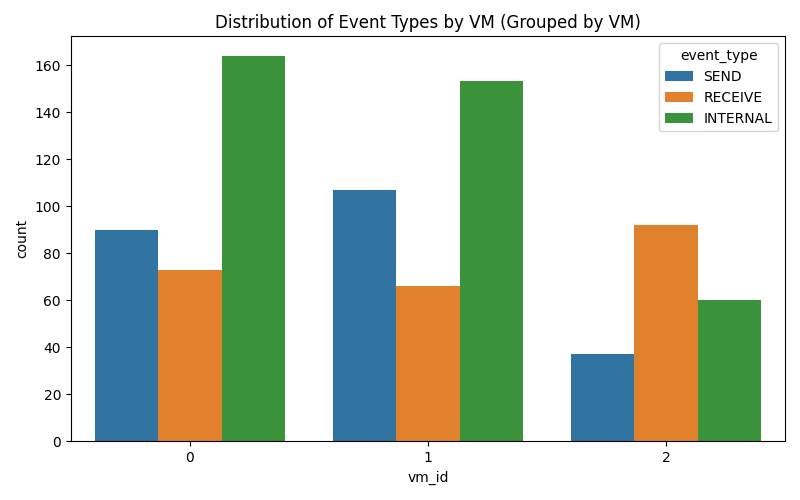 Distribution of Event Types by VM (Grouped by VM)
event_type
SEND
RECEIVE
INTERNAL
count
160
140
120
100
80
60
40
20
0
0 1 2
vm_id